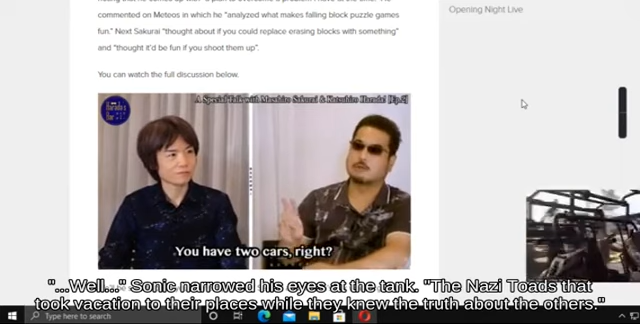 noting that he comes up with "a plan to overcome a problem I have at the time". He
commented on Meteos in which he "analyzed what makes falling block puzzle games
fun." Next Sakurai "thought about if you could replace erasing blocks with something"
and "thought it'd be fun if you shoot them up".
You can watch the full discussion below.
Opening Night Live
A Special Talk with Masahiro Sakurai & Katsuhiro Harada! [Ep.2]
Harada's
Bar
You have two cars, right?
"...Well..." Sonic narrowed his eyes at the tank. "The Nazi Toads that
took vacation to their places while they knew the truth about the others."
Type here to search